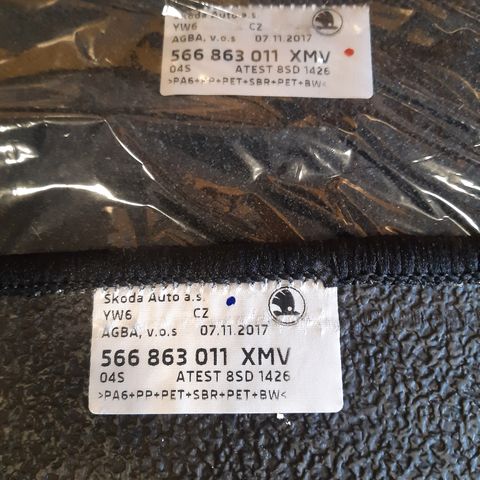 Škoda Auto a.s.
YW6 CZ
AGBA, v.o.s 07.11.2017
566 863 011 XMV
04S ATEST 8SD 1426
>PA6+PP+PET+SBR+PET+BW<
Škoda Auto a.s.
YW6 CZ
AGBA, v.o.s 07.11.2017
566 863 011 XMV
04S ATEST 8SD 1426
>PA6+PP+PET+SBR+PET+BW<